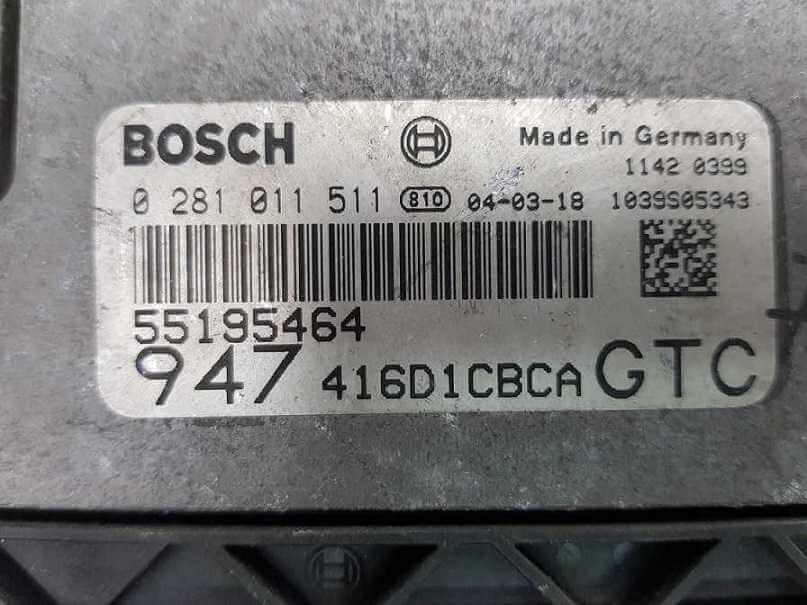 BOSCH Made in Germany
1142 0399
0 281 011 511 810 04-03-18 1039S05343
55195464
947 416D1CBCA GTC